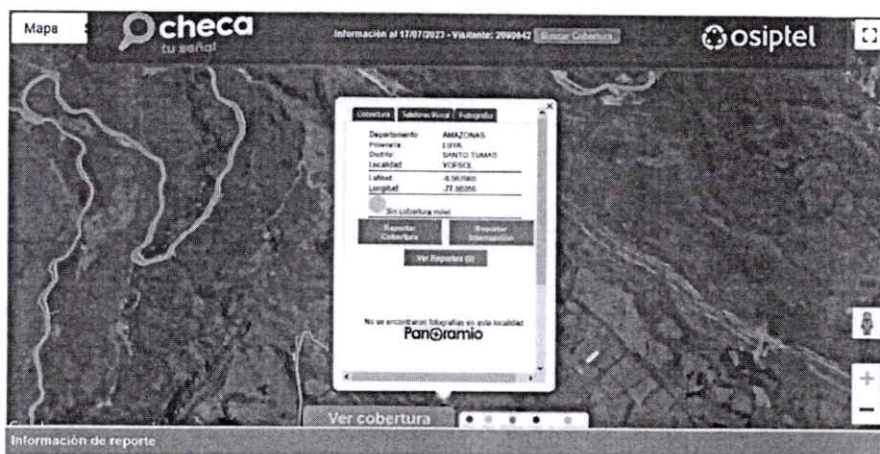 Mapa
checa
tu señal
Información al 17/07/2023 - Visitante: 2090842
Buscar Cobertura
osiptel
Cobertura
Telefonía Rural
Fotografía
Departamento AMAZONAS
Provincia LUYA
Distrito SANTO TOMAS
Localidad
Latitud
Longitud
Sin cobertura móvil
Reportar Cobertura
Reportar Interrupción
Ver Reportes (0)
No se encontraron fotografías en esta localidad
Panoramio
Ver cobertura
Información de reporte